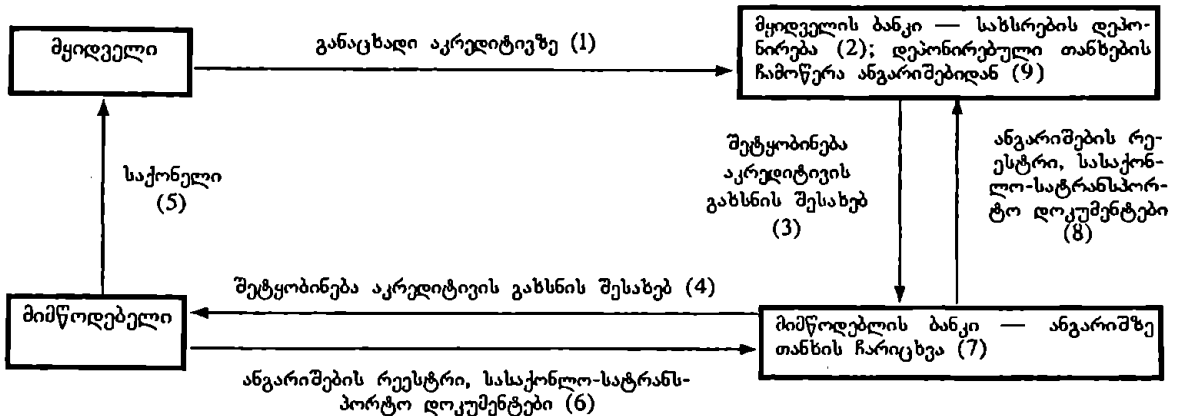 მყიდველი
განაცხადი აკრედიტივზე (1)
მყიდველის ბანკი — სახსრების დეპო-
ნირება (2); დეპონირებული თანხების
ჩამოწერა ანგარიშებიდან (9)
საქონელი
(5)
შეტყობინება
აკრედიტივის
გახსნის შესახებ
(3)
ანგარიშების რე-
ესტრი, სასაქონ-
ლო-სატრანსპორ-
ტო დოკუმენტები
(8)
შეტყობინება აკრედიტივის გახსნის შესახებ (4)
მიმწოდებელი
მიმწოდებლის ბანკი — ანგარიშზე
თანხის ჩარიცხვა (7)
ანგარიშების რეესტრი, სასაქონლო-სატრანს-
პორტო დოკუმენტები (6)